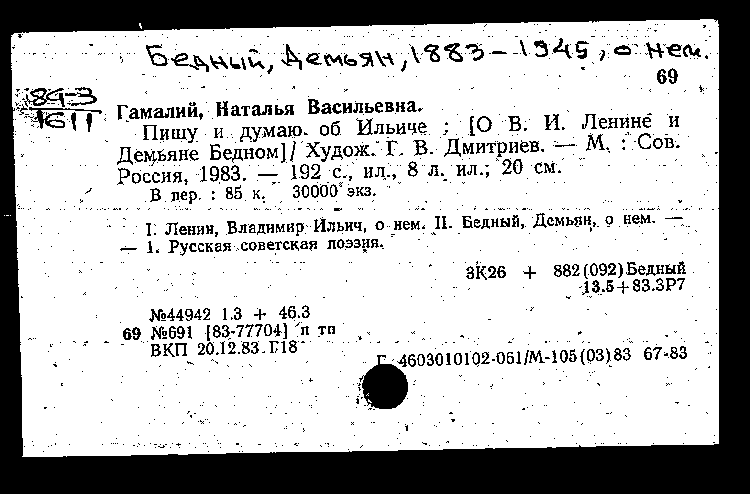 Бедный, Демьян, 1883-1945, о нем.
69
84-3
1611
Гамалий, Наталья Васильевна.
Пишу и думаю об Ильиче : [О В. И. Ленине и
Демьяне Бедном] / Худож. Г. В. Дмитриев. — М. : Сов.
Россия, 1983. — 192 с., ил., 8 л. ил.; 20 см.
В пер. : 85 к. 30000 экз.
I. Ленин, Владимир Ильич, о нем. II. Бедный, Демьян, о нем. —
— 1. Русская советская поэзия.
3К26 + 882(092)Бедный
13.5+83.3Р7
№44942 1.3 + 46.3
69 №691 [83-77704] п тп
ВКП 20.12.83. Г18
Г 4603010102-061/М-105(03)83 67-83